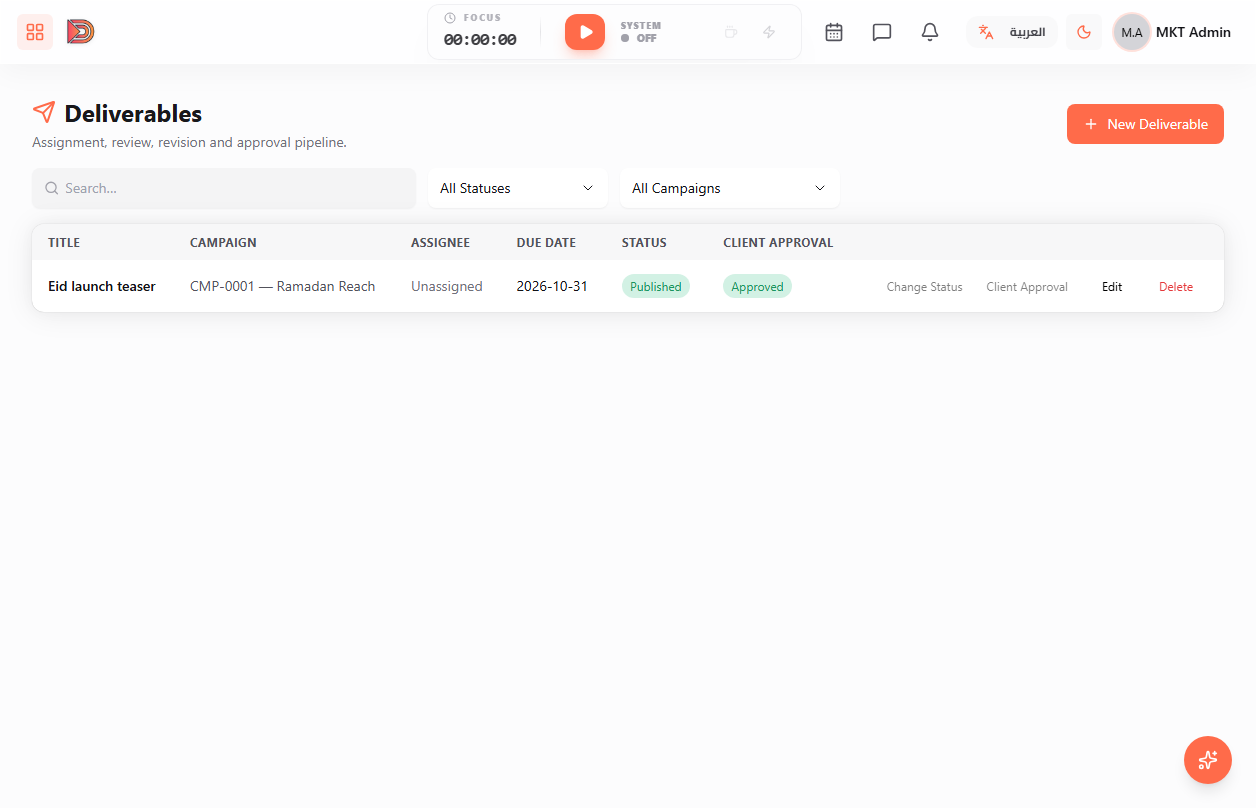 FOCUS
00:00:00
SYSTEM
OFF
العربية
M.A
MKT Admin
Deliverables
Assignment, review, revision and approval pipeline.
New Deliverable
Search...
All Statuses
All Campaigns
TITLE CAMPAIGN ASSIGNEE DUE DATE STATUS CLIENT APPROVAL
Eid launch teaser CMP-0001 — Ramadan Reach Unassigned 2026-10-31 Published Approved Change Status Client Approval Edit Delete